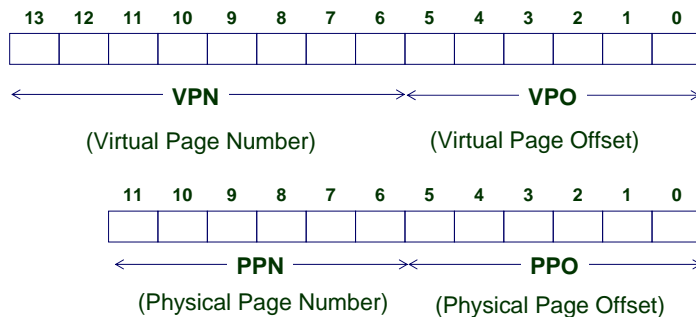 13 12 11 10 9 8 7 6 5 4 3 2 1 0
VPN VPO
(Virtual Page Number) (Virtual Page Offset)
11 10 9 8 7 6 5 4 3 2 1 0
PPN PPO
(Physical Page Number) (Physical Page Offset)